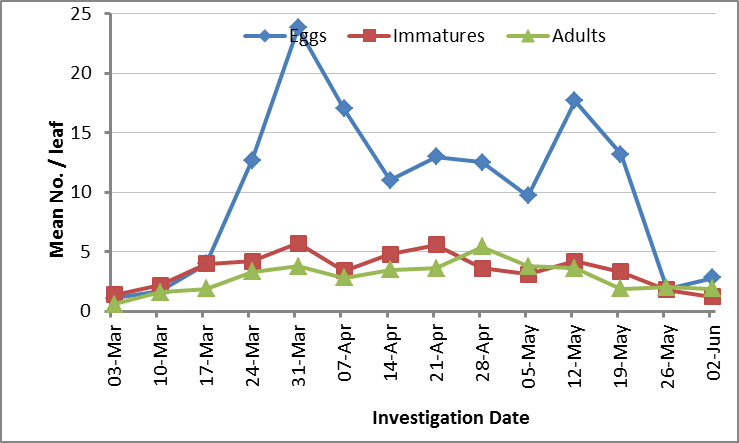 25
Eggs Immatures Adults
20
15
10
5
0
Mean No. / leaf
03-Mar 10-Mar 17-Mar 24-Mar 31-Mar 07-Apr 14-Apr 21-Apr 28-Apr 05-May 12-May 19-May 26-May 02-Jun
Investigation Date